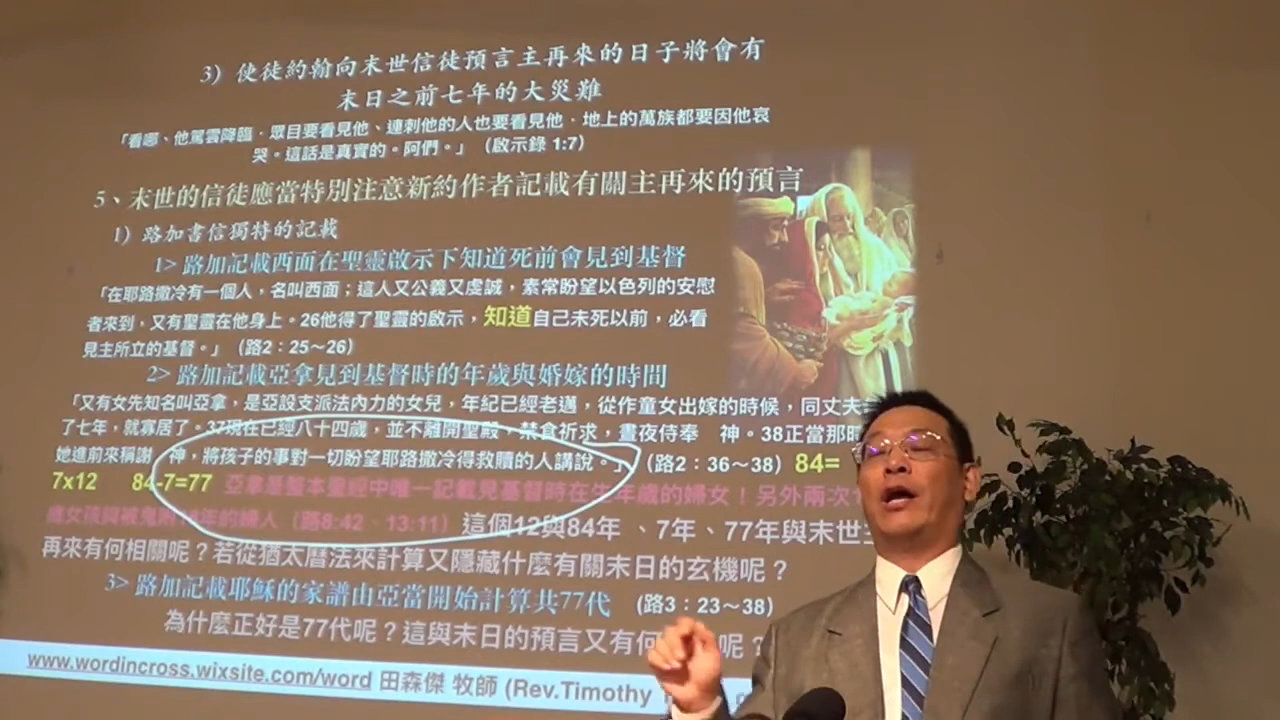 3) 使徒約翰向末世信徒預言主再來的日子將會有
末日之前七年的大災難
「看哪、他駕雲降臨．眾目要看見他、連刺他的人也要看見他．地上的萬族都要因他哀
哭。這話是真實的。阿們。」（啟示錄 1:7）
5、末世的信徒應當特別注意新約作者記載有關主再來的預言
1) 路加書信獨特的記載
1> 路加記載西面在聖靈啟示下知道死前會見到基督
「在耶路撒冷有一個人，名叫西面；這人又公義又虔誠，素常盼望以色列的安慰
者來到，又有聖靈在他身上。26他得了聖靈的啟示，知道自己未死以前，必看
見主所立的基督。」（路2：25～26）
2> 路加記載亞拿見到基督時的年歲與婚嫁的時間
「又有女先知名叫亞拿，是亞設支派法內力的女兒，年紀已經老邁，從作童女出嫁的時候，同丈夫
了七年，就寡居了。37現在已經八十四歲，並不離開聖殿，禁食祈求，晝夜侍奉　神。38正當那時
她進前來稱謝　神，將孩子的事對一切盼望耶路撒冷得救贖的人講說。」（路2：36～38）84=
7x12　84-7=77　亞拿是整本聖經中唯一記載見基督時在生年歲的婦女！另外兩次
年的婦人（路8:42、13:11）這個12與84年、7年、77年與末世主
再來有何相關呢？若從猶太曆法來計算又隱藏什麼有關末日的玄機呢？
3> 路加記載耶穌的家譜由亞當開始計算共77代　(路3：23～38)
為什麼正好是77代呢？這與末日的預言又有何 呢？
www.wordincross.wixsite.com/word 田森傑 牧師 (Rev.Timothy